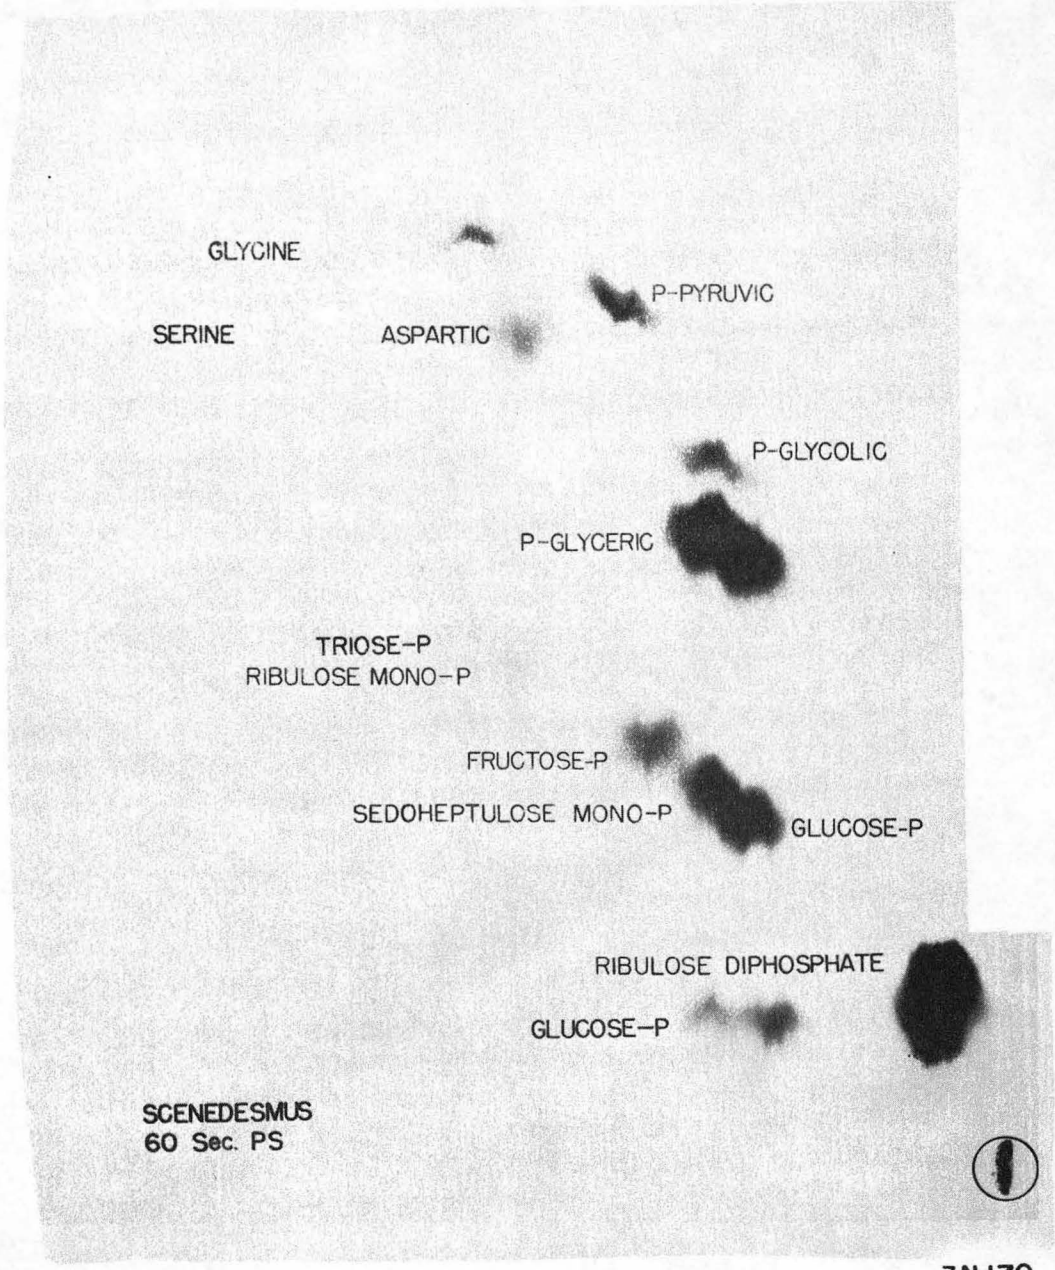 GLYCINE
P-PYRUVIC
SERINE
ASPARTIC
P-GLYCOLIC
P-GLYCERIC
TRIOSE-P
RIBULOSE MONO-P
FRUCTOSE-P
SEDOHEPTULOSE MONO-P
GLUCOSE-P
RIBULOSE DIPHOSPHATE
GLUCOSE-P
SCENEDESMUS
60 Sec. PS